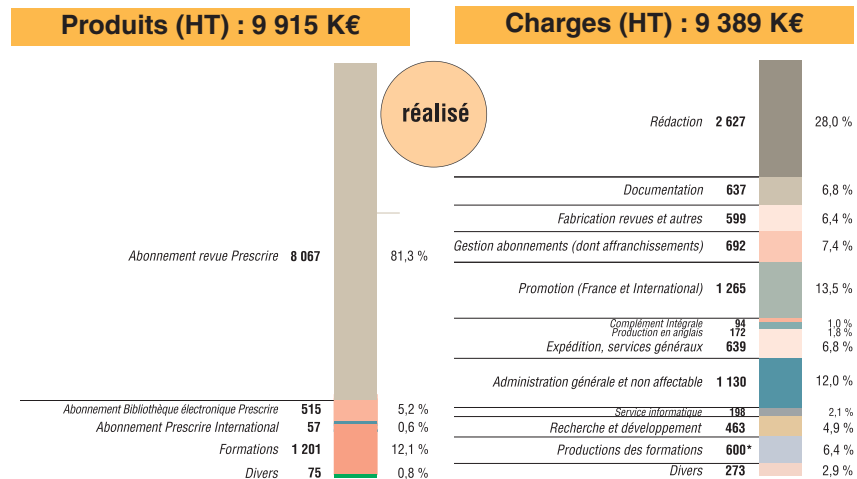 Produits (HT) : 9 915 K€
réalisé
Abonnement revue Prescrire 8 067 81,3 %
Abonnement Bibliothèque électronique Prescrire 515 5,2 %
Abonnement Prescrire International 57 0,6 %
Formations 1 201 12,1 %
Divers 75 0,8 %
Charges (HT) : 9 389 K€
Rédaction 2 627 28,0 %
Documentation 637 6,8 %
Fabrication revues et autres 599 6,4 %
Gestion abonnements (dont affranchissements) 692 7,4 %
Promotion (France et International) 1 265 13,5 %
Complément Intégrale 94 1,0 %
Production en anglais 172 1,8 %
Expédition, services généraux 639 6,8 %
Administration générale et non affectable 1 130 12,0 %
Service informatique 198 2,1 %
Recherche et développement 463 4,9 %
Productions des formations 600* 6,4 %
Divers 273 2,9 %